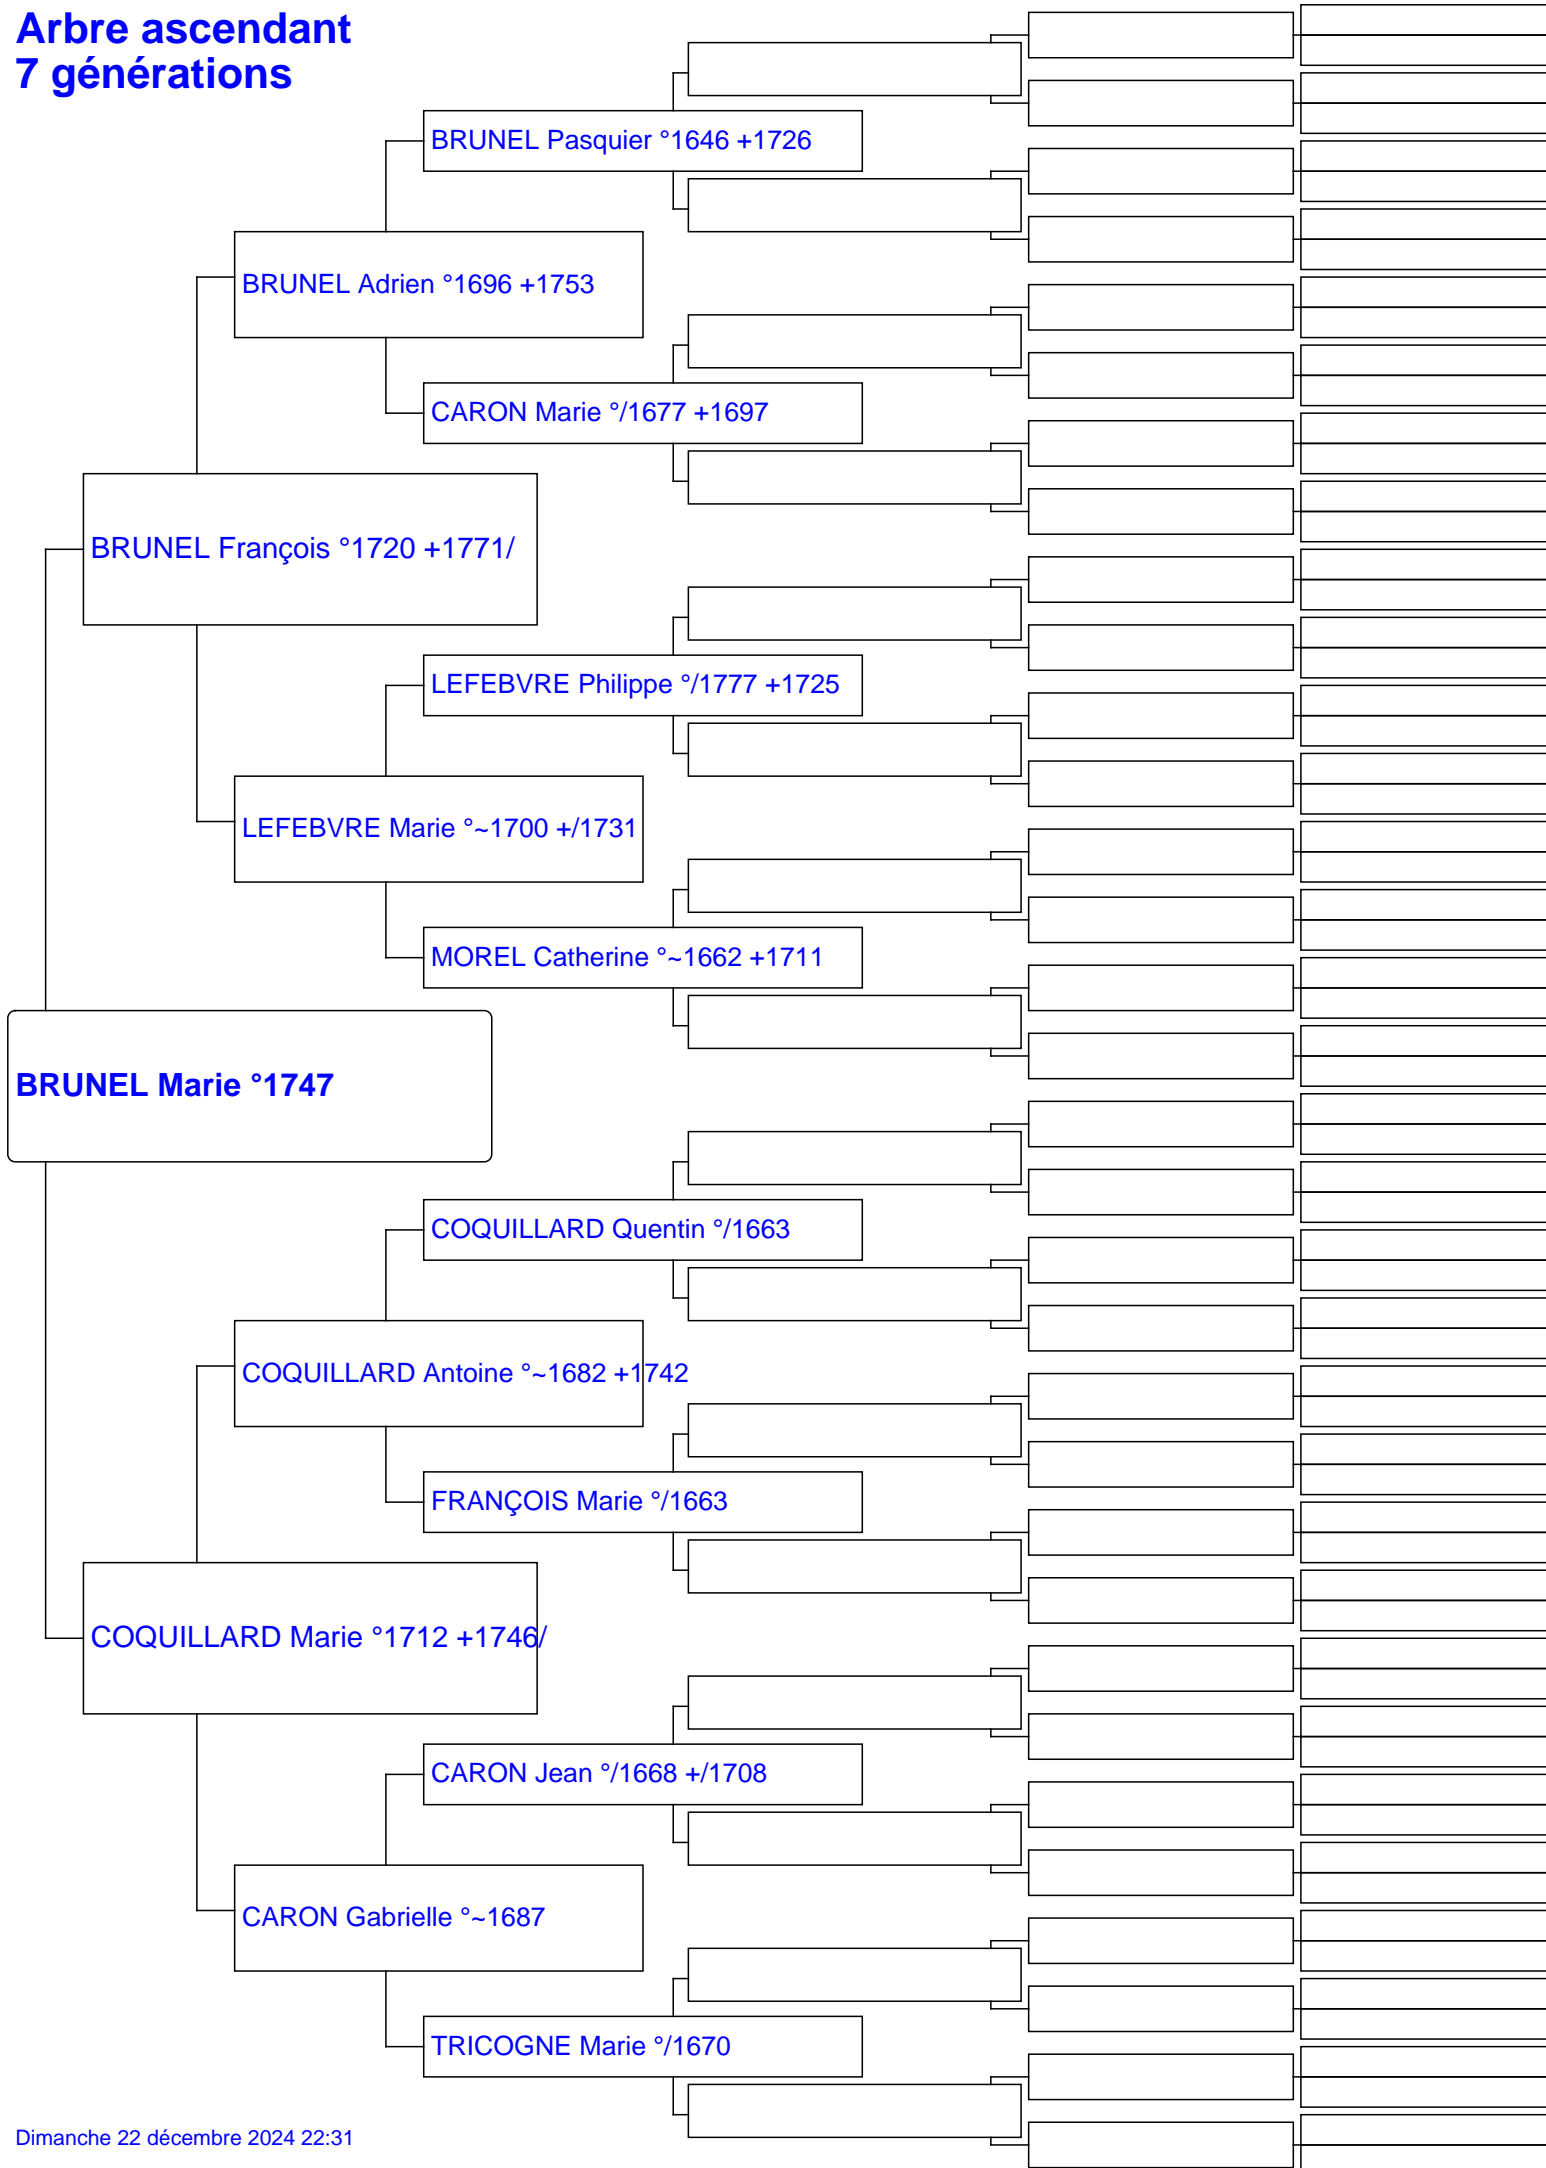 Arbre ascendant
7 générations
BRUNEL Pasquier °1646 +1726
BRUNEL Adrien °1696 +1753
CARON Marie °/1677 +1697
BRUNEL François °1720 +1771/
LEFEBVRE Philippe °/1777 +1725
LEFEBVRE Marie °~1700 +/1731
MOREL Catherine °~1662 +1711
BRUNEL Marie °1747
COQUILLARD Quentin °/1663
COQUILLARD Antoine °~1682 +1742
FRANÇOIS Marie °/1663
COQUILLARD Marie °1712 +1746/
CARON Jean °/1668 +/1708
CARON Gabrielle °~1687
TRICOGNE Marie °/1670
Dimanche 22 décembre 2024 22:31